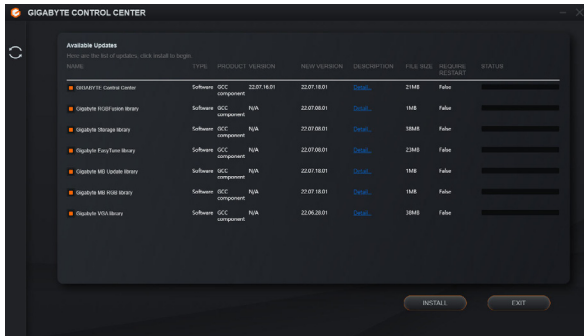 GIGABYTE CONTROL CENTER
Available Updates
Here are the list of updates, click install to begin.
NAME TYPE PRODUCT VERSION NEW VERSION DESCRIPTION FILE SIZE REQUIRE RESTART STATUS
GIGABYTE Control Center Software GCC component 22.07.16.01 22.07.18.01 Detail... 21MB False
Gigabyte RGBFusion library Software GCC component N/A 22.07.08.01 Detail... 1MB False
Gigabyte Storage library Software GCC component N/A 22.07.08.01 Detail... 38MB False
Gigabyte EasyTune library Software GCC component N/A 22.07.08.01 Detail... 23MB False
Gigabyte MB Update library Software GCC component N/A 22.07.18.01 Detail... 1MB False
Gigabyte MB RGB library Software GCC component N/A 22.07.18.01 Detail... 1MB False
Gigabyte VGA library Software GCC component N/A 22.06.28.01 Detail... 38MB False
INSTALL EXIT